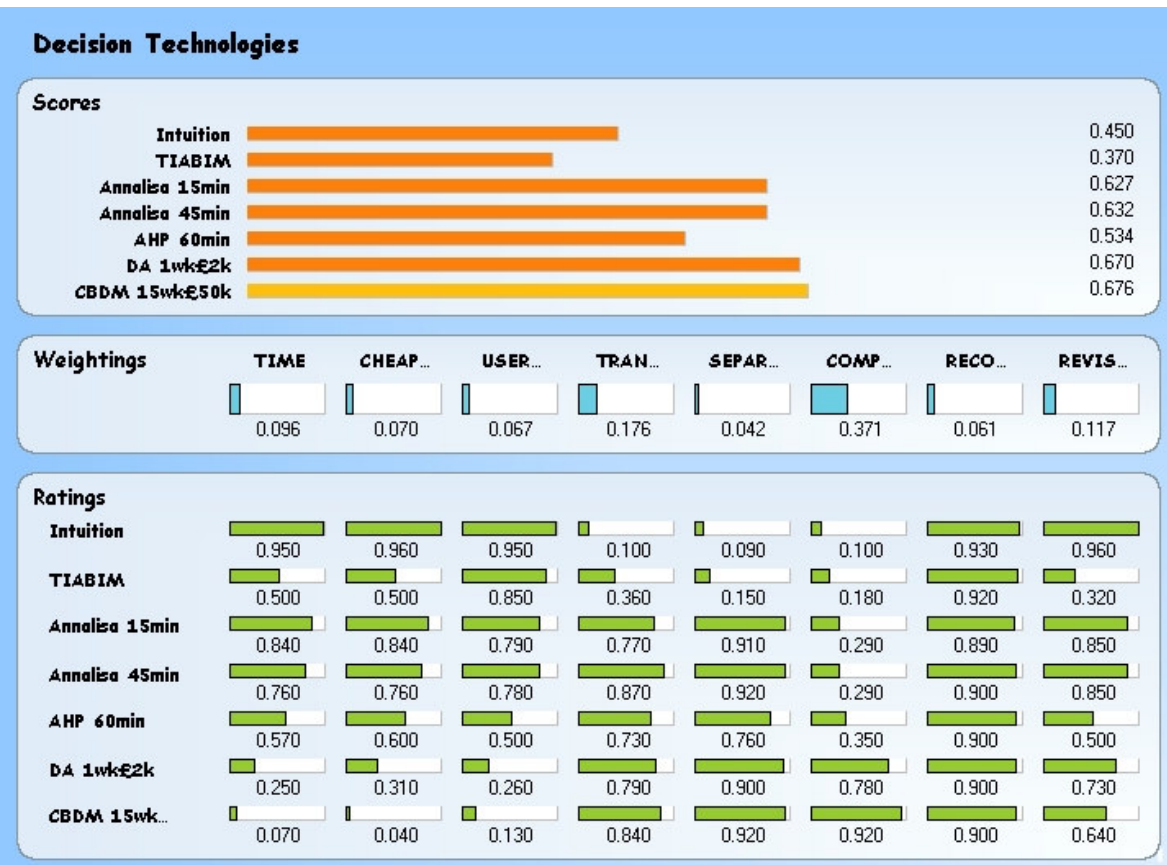 Decision Technologies
Scores
Intuition 0.450
TIABIM 0.370
Annalisa 15min 0.627
Annalisa 45min 0.632
AHP 60min 0.534
DA 1wk£2k 0.670
CBDM 15wk£50k 0.676
Weightings TIME CHEAP... USER... TRAN... SEPAR... COMP... RECO... REVIS...
0.096 0.070 0.067 0.176 0.042 0.371 0.061 0.117
Ratings
Intuition
0.950 0.960 0.950 0.100 0.090 0.100 0.930 0.960
TIABIM
0.500 0.500 0.850 0.360 0.150 0.180 0.920 0.320
Annalisa 15min
0.840 0.840 0.790 0.770 0.910 0.290 0.890 0.850
Annalisa 45min
0.760 0.760 0.780 0.870 0.920 0.290 0.900 0.850
AHP 60min
0.570 0.600 0.500 0.730 0.760 0.350 0.900 0.500
DA 1wk£2k
0.250 0.310 0.260 0.790 0.900 0.780 0.900 0.730
CBDM 15wk...
0.070 0.040 0.130 0.840 0.920 0.920 0.900 0.640